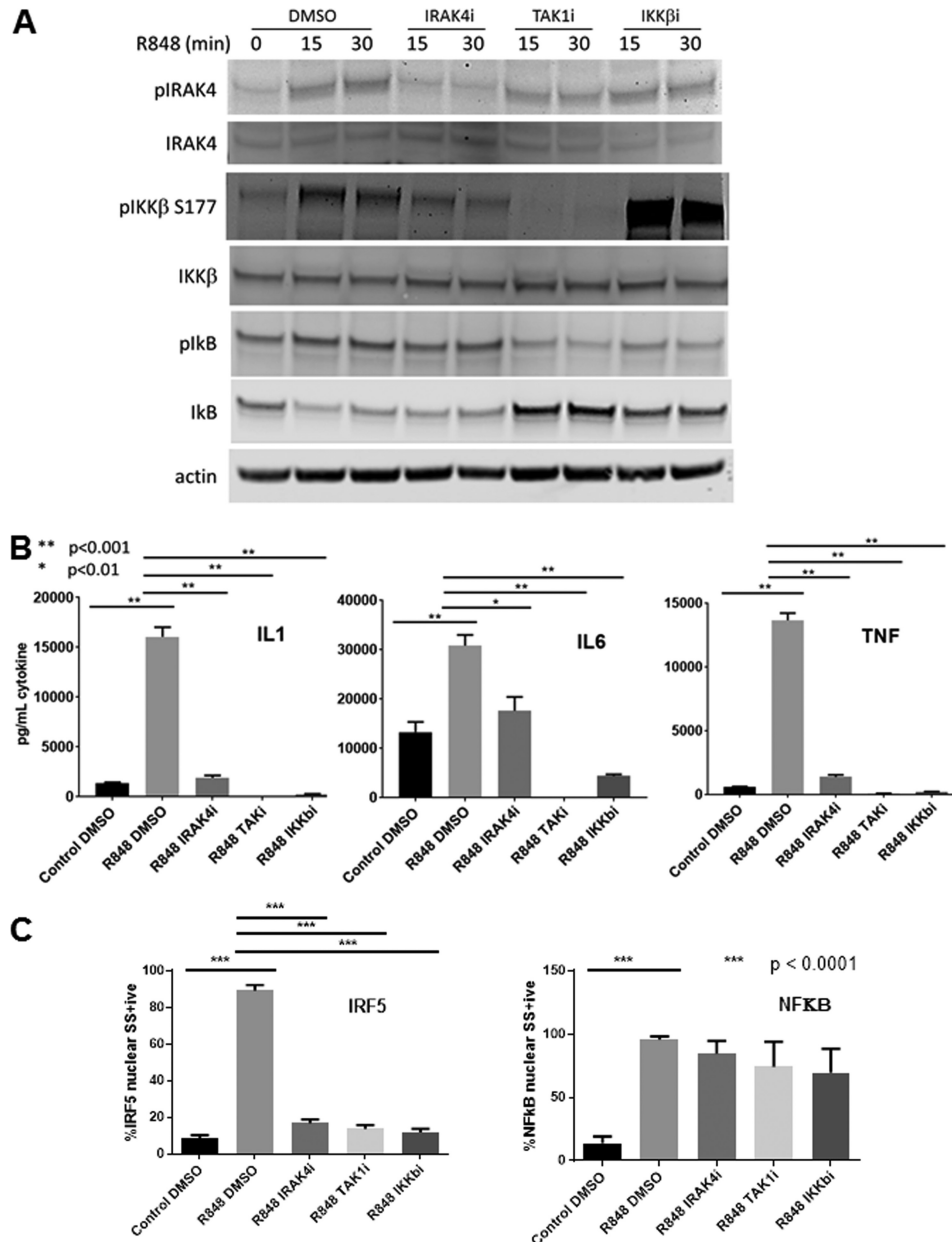 A
DMSO IRAK4i TAK1i IKKβi
R848 (min) 0 15 30 15 30 15 30 15 30
pIRAK4
IRAK4
pIKKβ S177
IKKβ
pIkB
IkB
actin
B
** p<0.001
* p<0.01
** ** ** **
IL1
pg/mL cytokine
20000
15000
10000
5000
0
Control DMSO
R848 DMSO
R848 IRAK4i
R848 TAKi
R848 IKKbi
** ** * **
IL6
40000
30000
20000
10000
0
Control DMSO
R848 DMSO
R848 IRAK4i
R848 TAKi
R848 IKKbi
** ** ** **
TNF
15000
10000
5000
0
Control DMSO
R848 DMSO
R848 IRAK4i
R848 TAKi
R848 IKKbi
C
*** *** *** ***
IRF5
%IRF5 nuclear SS+ive
100
80
60
40
20
0
Control DMSO
R848 DMSO
R848 IRAK4i
R848 TAK1i
R848 IKKbi
*** *** p < 0.0001
NFKB
%NFkB nuclear SS+ive
150
100
50
0
Control DMSO
R848 DMSO
R848 IRAK4i
R848 TAK1i
R848 IKKbi